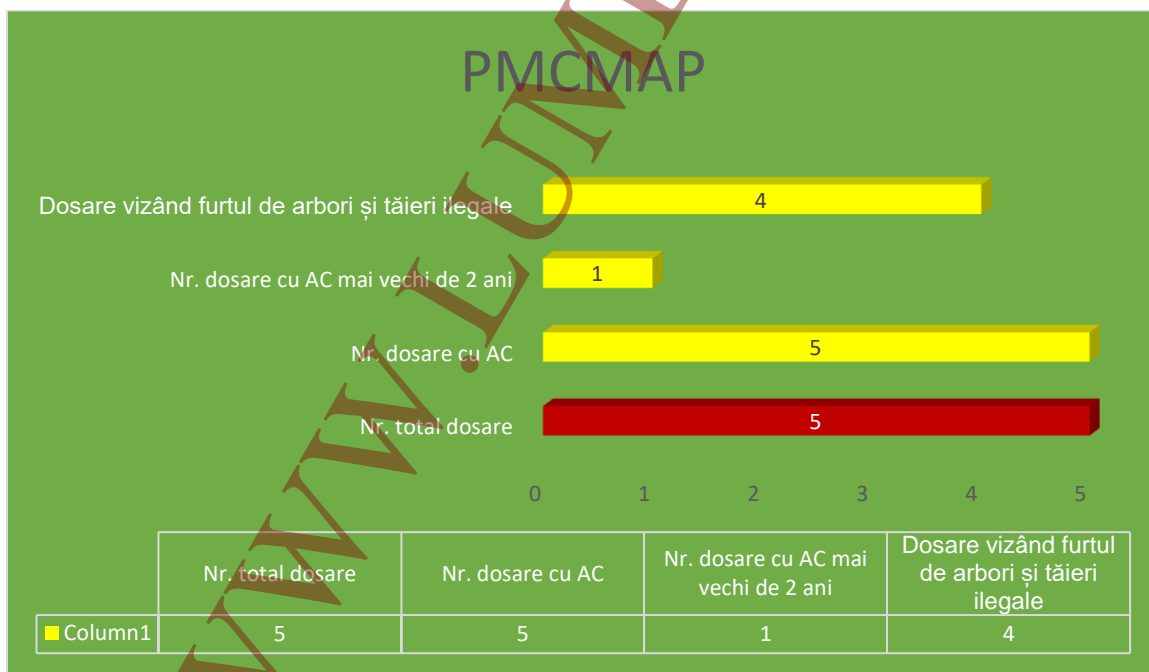 PMCMAP
Dosare vizând furtul de arbori și tăieri ilegale
4
Nr. dosare cu AC mai vechi de 2 ani
1
Nr. dosare cu AC
5
Nr. total dosare
5
0 1 2 3 4 5
Nr. total dosare
Nr. dosare cu AC
Nr. dosare cu AC mai
vechi de 2 ani
Dosare vizând furtul
de arbori și tăieri
ilegale
Column1 5 5 1 4
WWW.LUM